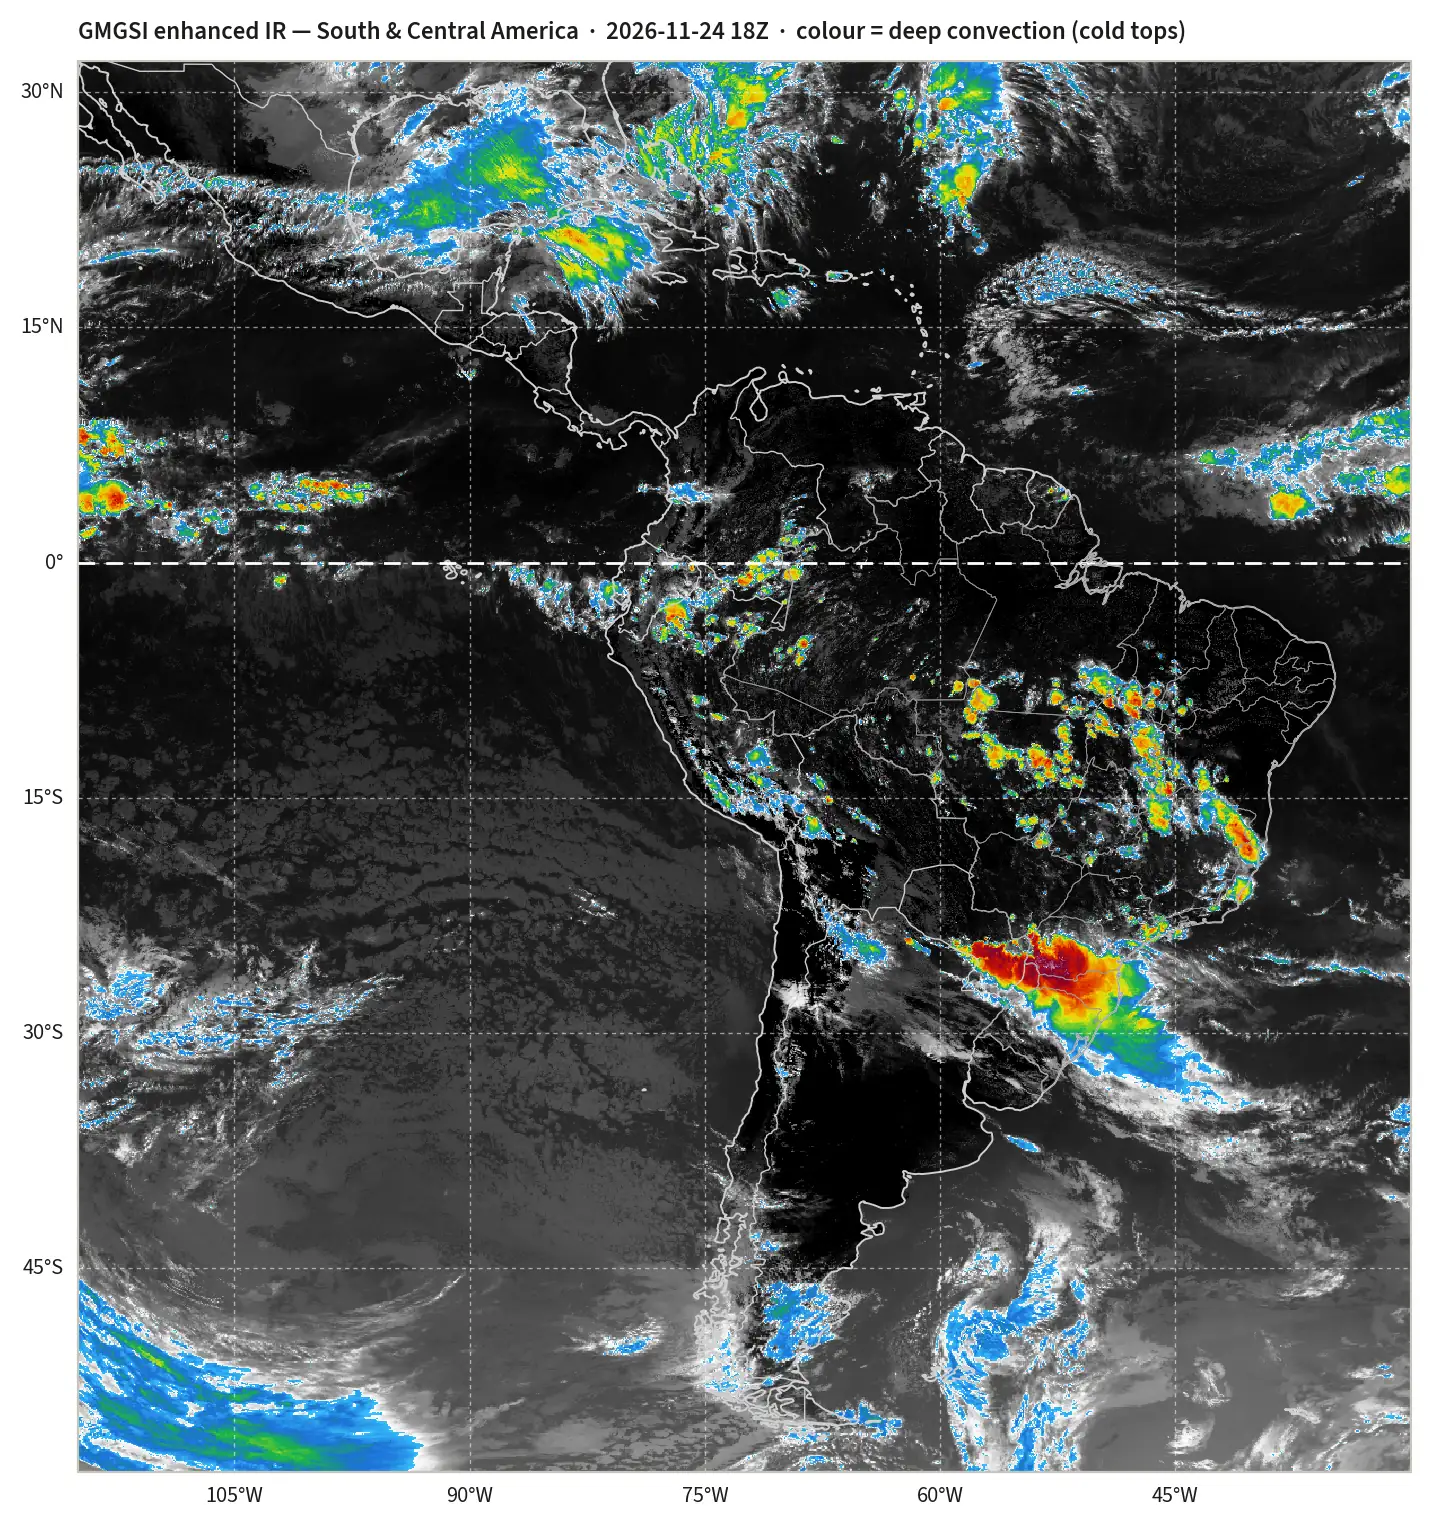 GMGSI enhanced IR — South & Central America · 2026-11-24 18Z · colour = deep convection (cold tops)
30°N
15°N
0°
15°S
30°S
45°S
105°W
90°W
75°W
60°W
45°W